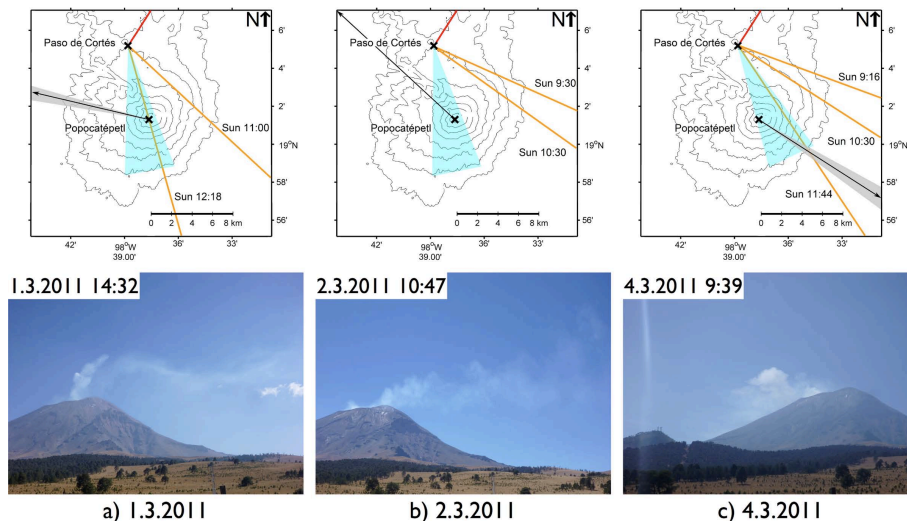 N↑
6'
Paso de Cortés
4'
2'
Popocatépetl
Sun 11:00
19°N
58'
Sun 12:18
0 2 4 6 8 km
56'
42' 98°W 36' 33'
39.00'
N↑
6'
Paso de Cortés
4'
Sun 9:30
2'
Popocatépetl
Sun 10:30
19°N
58'
0 2 4 6 8 km
56'
42' 98°W 36' 33'
39.00'
N↑
6'
Paso de Cortés
4'
Sun 9:16
2'
Popocatépetl
Sun 10:30
19°N
58'
Sun 11:44
0 2 4 6 8 km
56'
42' 98°W 36' 33'
39.00'
1.3.2011 14:32
2.3.2011 10:47
4.3.2011 9:39
a) 1.3.2011
b) 2.3.2011
c) 4.3.2011